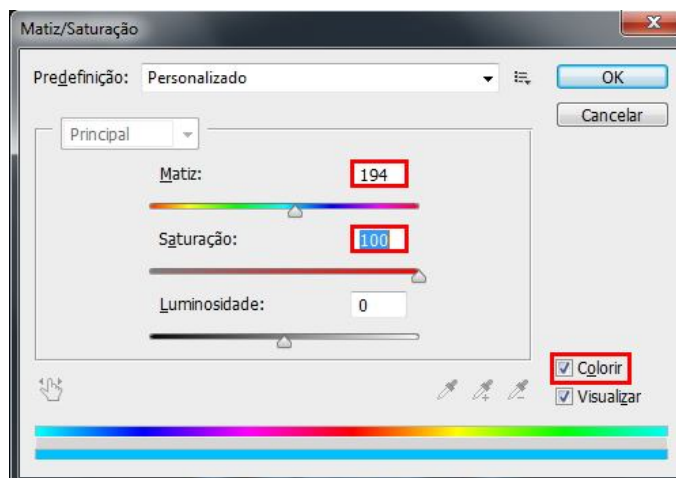 Matiz/Saturação
Predefinição: Personalizado
OK
Cancelar
Principal
Matiz: 194
Saturação: 100
Luminosidade: 0
Colorir
Visualizar